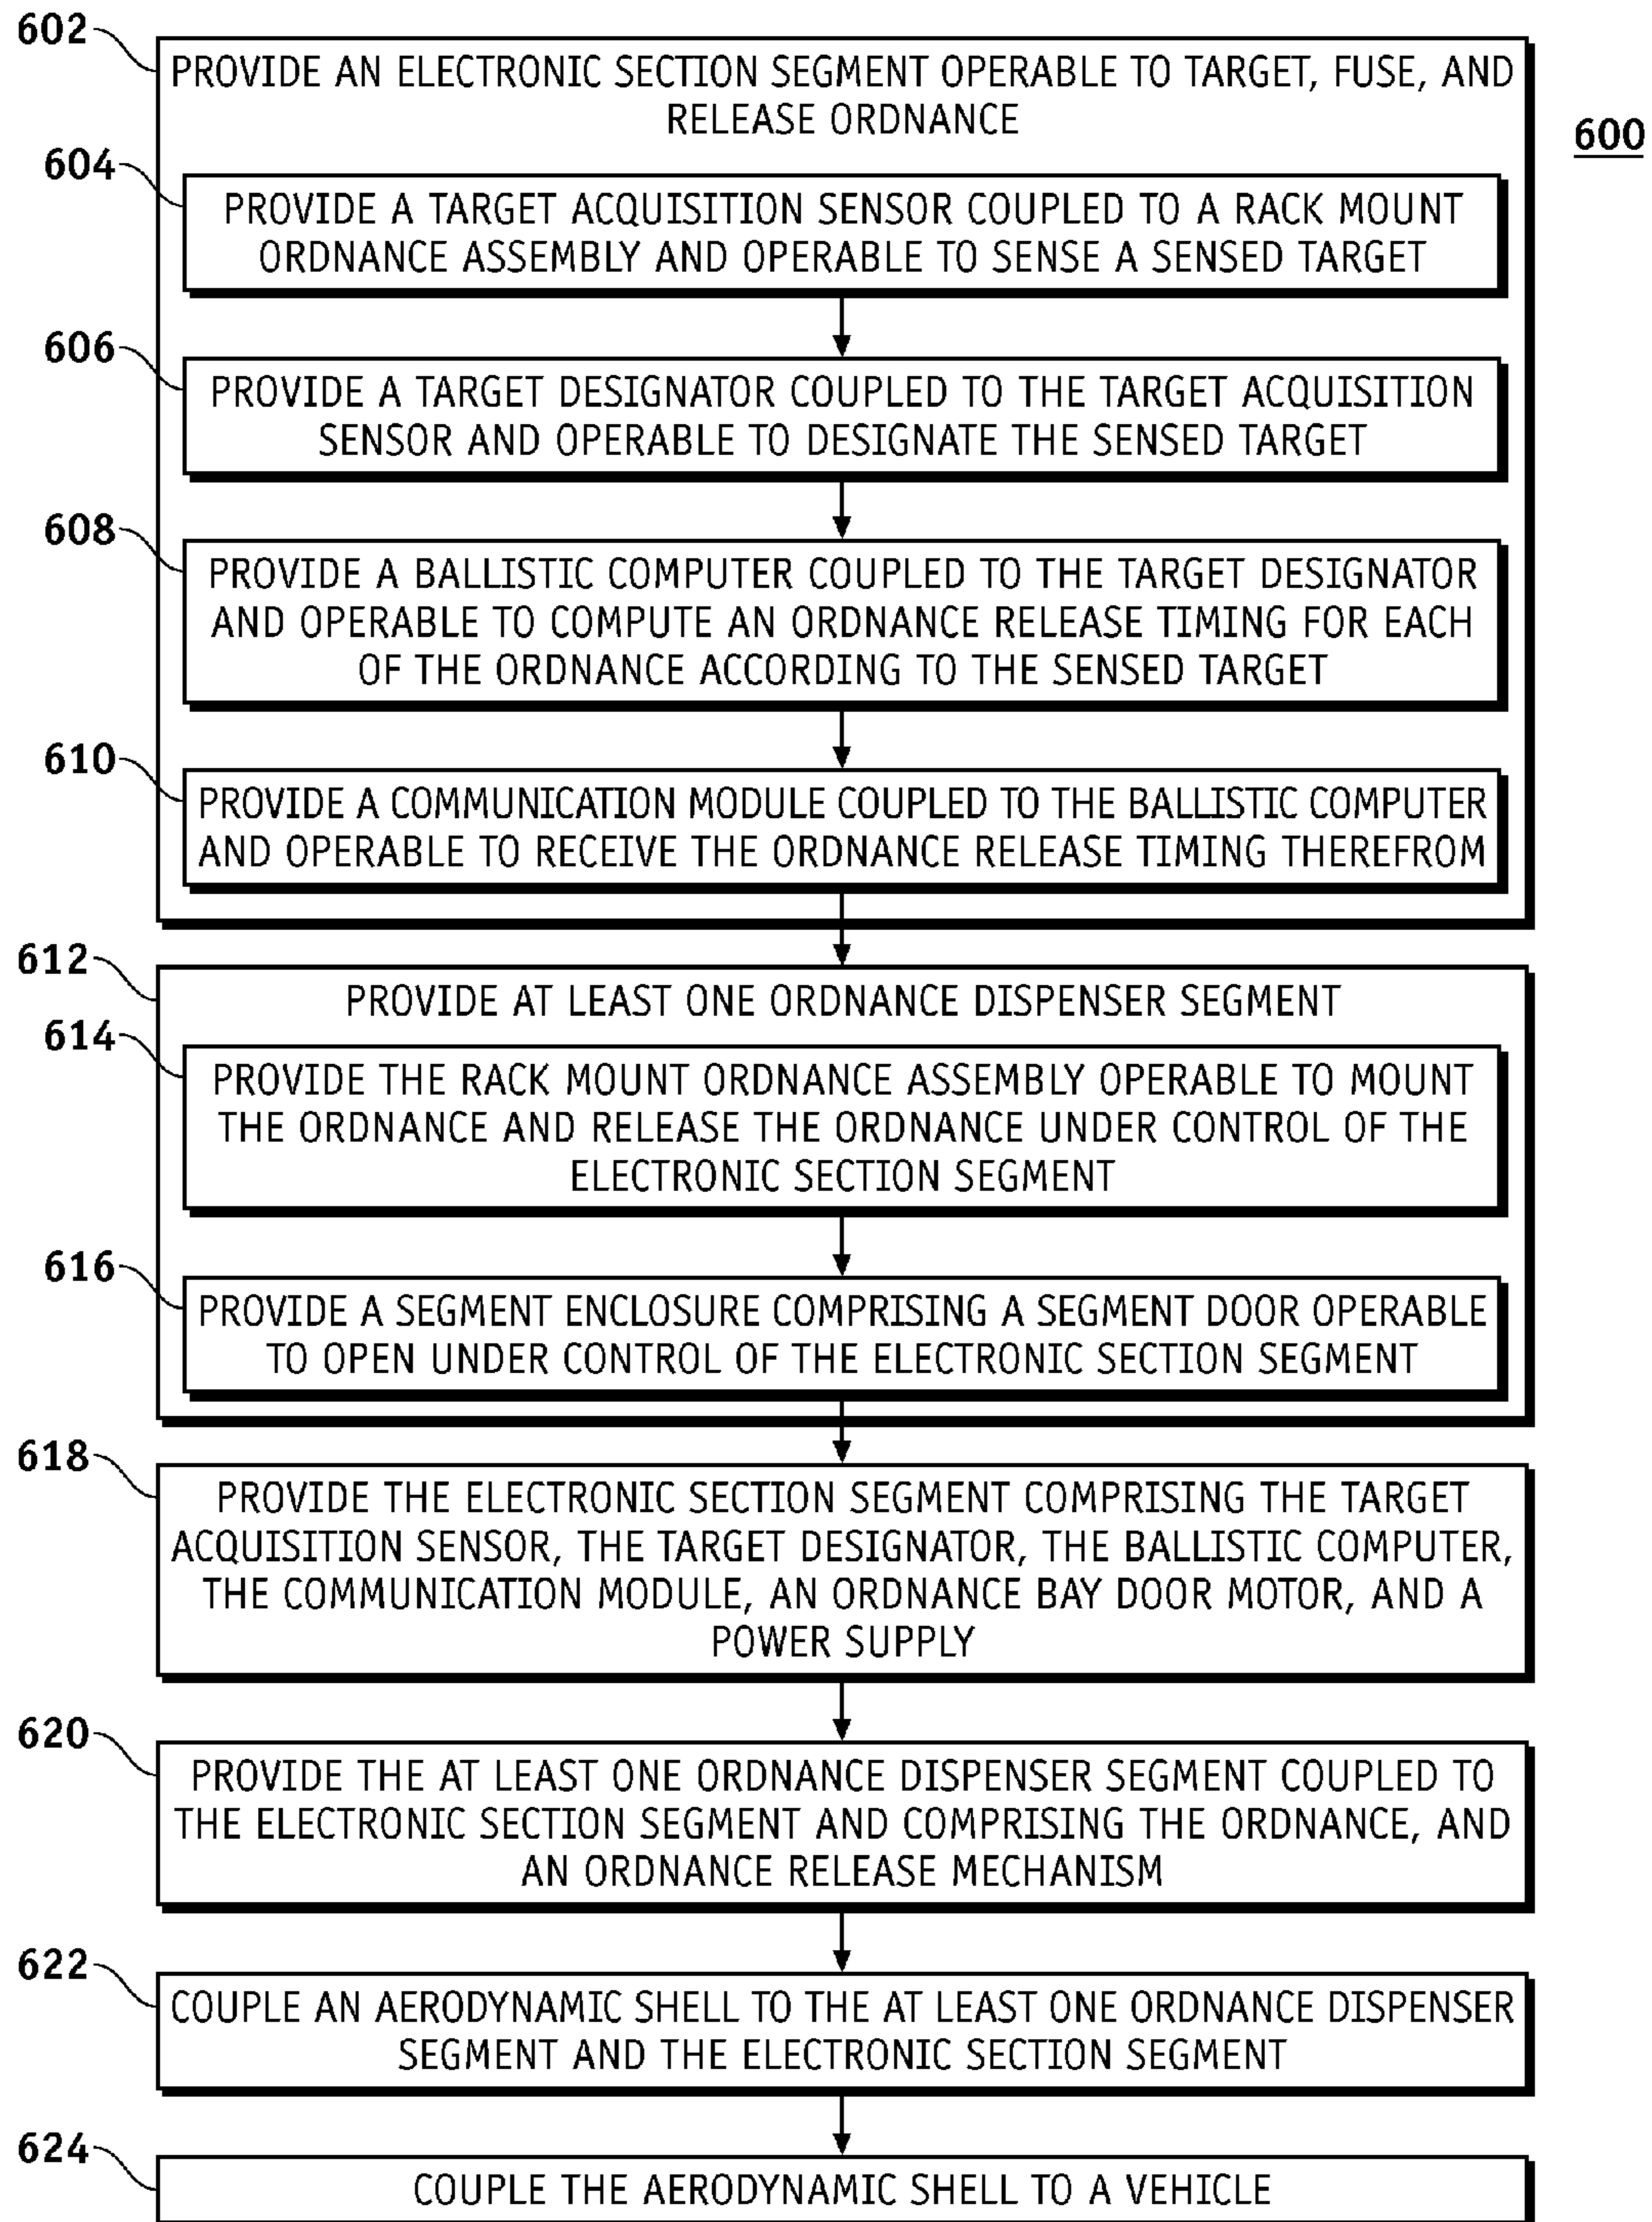 602
PROVIDE AN ELECTRONIC SECTION SEGMENT OPERABLE TO TARGET, FUSE, AND
RELEASE ORDNANCE
600
604
PROVIDE A TARGET ACQUISITION SENSOR COUPLED TO A RACK MOUNT
ORDNANCE ASSEMBLY AND OPERABLE TO SENSE A SENSED TARGET
606
PROVIDE A TARGET DESIGNATOR COUPLED TO THE TARGET ACQUISITION
SENSOR AND OPERABLE TO DESIGNATE THE SENSED TARGET
608
PROVIDE A BALLISTIC COMPUTER COUPLED TO THE TARGET DESIGNATOR
AND OPERABLE TO COMPUTE AN ORDNANCE RELEASE TIMING FOR EACH
OF THE ORDNANCE ACCORDING TO THE SENSED TARGET
610
PROVIDE A COMMUNICATION MODULE COUPLED TO THE BALLISTIC COMPUTER
AND OPERABLE TO RECEIVE THE ORDNANCE RELEASE TIMING THEREFROM
612
PROVIDE AT LEAST ONE ORDNANCE DISPENSER SEGMENT
614
PROVIDE THE RACK MOUNT ORDNANCE ASSEMBLY OPERABLE TO MOUNT
THE ORDNANCE AND RELEASE THE ORDNANCE UNDER CONTROL OF THE
ELECTRONIC SECTION SEGMENT
616
PROVIDE A SEGMENT ENCLOSURE COMPRISING A SEGMENT DOOR OPERABLE
TO OPEN UNDER CONTROL OF THE ELECTRONIC SECTION SEGMENT
618
PROVIDE THE ELECTRONIC SECTION SEGMENT COMPRISING THE TARGET
ACQUISITION SENSOR, THE TARGET DESIGNATOR, THE BALLISTIC COMPUTER,
THE COMMUNICATION MODULE, AN ORDNANCE BAY DOOR MOTOR, AND A
POWER SUPPLY
620
PROVIDE THE AT LEAST ONE ORDNANCE DISPENSER SEGMENT COUPLED TO
THE ELECTRONIC SECTION SEGMENT AND COMPRISING THE ORDNANCE, AND
AN ORDNANCE RELEASE MECHANISM
622
COUPLE AN AERODYNAMIC SHELL TO THE AT LEAST ONE ORDNANCE DISPENSER
SEGMENT AND THE ELECTRONIC SECTION SEGMENT
624
COUPLE THE AERODYNAMIC SHELL TO A VEHICLE